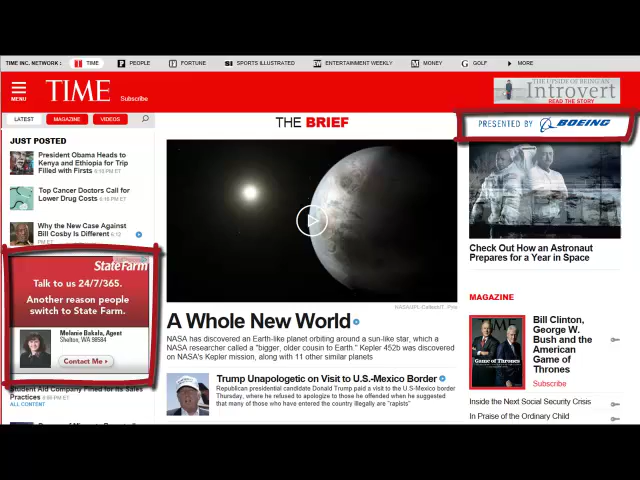 TIME INC. NETWORK:
TIME
PEOPLE
FORTUNE
SI SPORTS ILLUSTRATED
EW ENTERTAINMENT WEEKLY
MONEY
G GOLF
MORE
MENU
TIME
Subscribe
THE UPSIDE OF BEING AN
Introvert
READ THE STORY
LATEST
MAGAZINE
VIDEOS
JUST POSTED
President Obama Heads to
Kenya and Ethiopia for Trip
Filled with Firsts
Top Cancer Doctors Call for
Lower Drug Costs
Why the New Case Against
Bill Cosby Is Different 6:12
PM ET
StateFarm
Talk to us 24/7/365.
Another reason people
switch to State Farm.
Melanie Bakala, Agent
Shelton, WA 98584
Contact Me
Student Aid Company Fined for Its Sales
Practices
ALL CONTENT
THE BRIEF
A Whole New World
NASA has discovered an Earth-like planet orbiting around a sun-like star, which a
NASA researcher called a "bigger, older cousin to Earth." Kepler 452b was discovered
on NASA's Kepler mission, along with 11 other similar planets
Trump Unapologetic on Visit to U.S.-Mexico Border
Republican presidential candidate Donald Trump paid a visit to the U.S-Mexico border
Thursday, where he refused to apologize to those he offended when he suggested
that many of those who have entered the country illegally are "rapists"
PRESENTED BY BOEING
Check Out How an Astronaut
Prepares for a Year in Space
MAGAZINE
TIME
Game of Thrones
Bill Clinton,
George W.
Bush and the
American
Game of
Thrones
Subscribe
Inside the Next Social Security Crisis
In Praise of the Ordinary Child